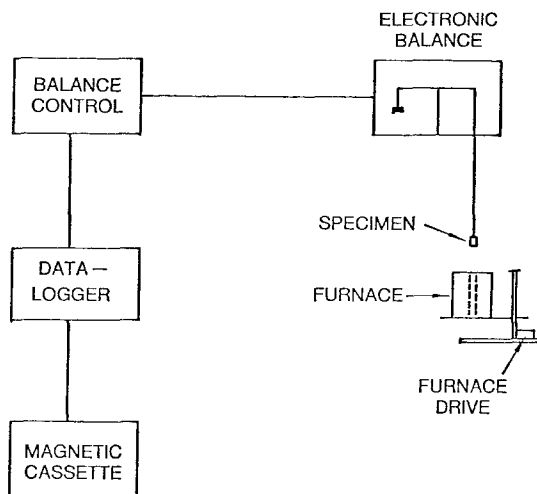 ELECTRONIC
BALANCE
BALANCE
CONTROL
SPECIMEN
DATA —
LOGGER
FURNACE
FURNACE
DRIVE
MAGNETIC
CASSETTE